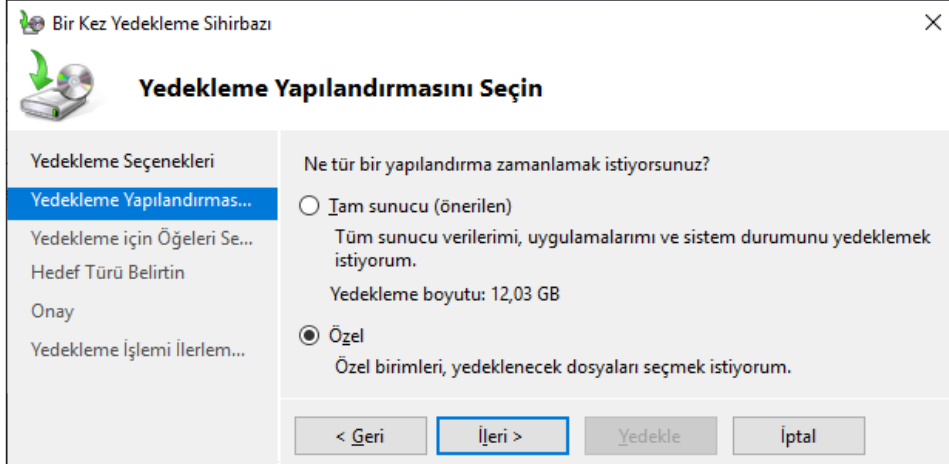 Bir Kez Yedekleme Sihirbazı
Yedekleme Yapılandırmasını Seçin
Yedekleme Seçenekleri
Yedekleme Yapılandırmas...
Yedekleme için Öğeleri Se...
Hedef Türü Belirtin
Onay
Yedekleme İşlemi İlerlem...
Ne tür bir yapılandırma zamanlamak istiyorsunuz?
Tam sunucu (önerilen)
Tüm sunucu verilerimi, uygulamalarımı ve sistem durumunu yedeklemek
istiyorum.
Yedekleme boyutu: 12,03 GB
Özel
Özel birimleri, yedeklenecek dosyaları seçmek istiyorum.
< Geri
İleri >
Yedekle
İptal